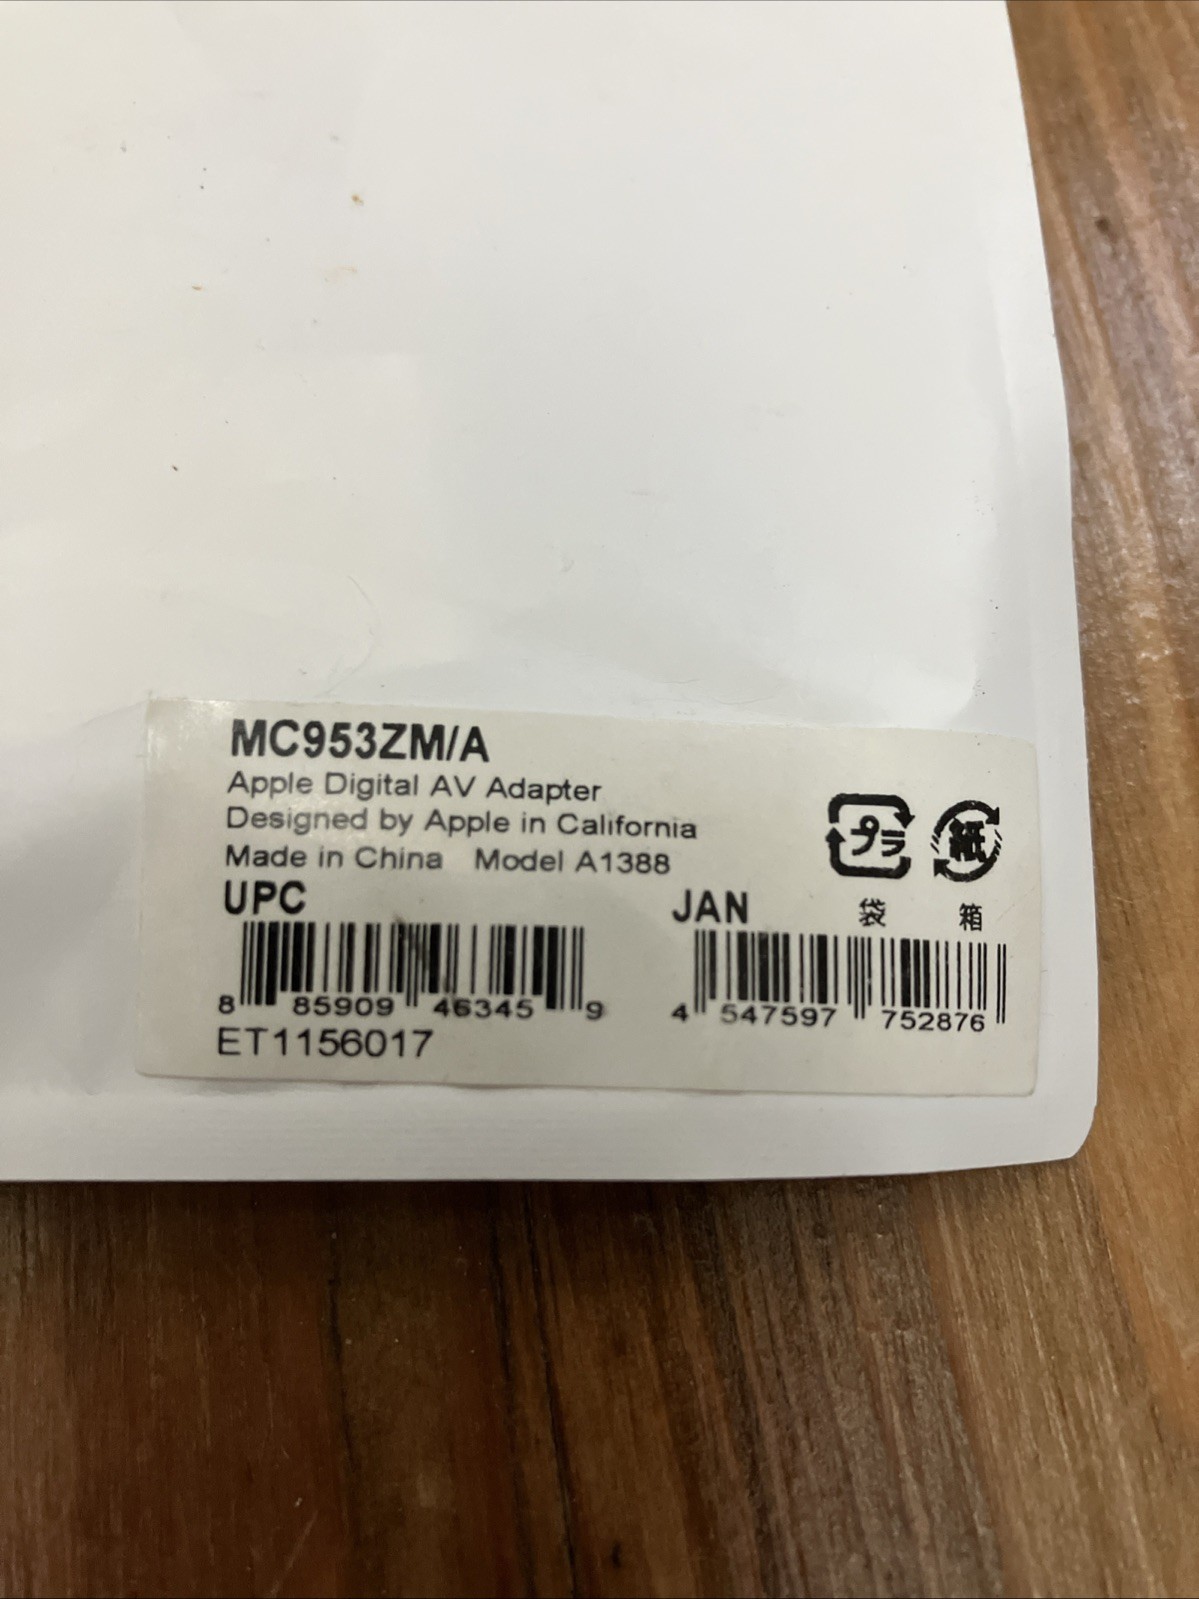 MC953ZM/A
Apple Digital AV Adapter
Designed by Apple in California
Made in China Model A1388
プラ 紙
袋 箱
UPC JAN
8 85909 46345 9
4 547597 752876
ET1156017